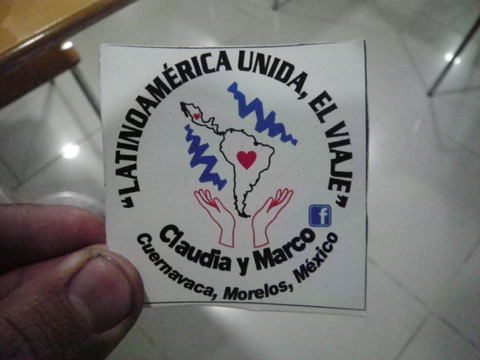 "LATINOAMÉRICA UNIDA, EL VIAJE"
f
Claudia y Marco
Cuernavaca, Morelos, México